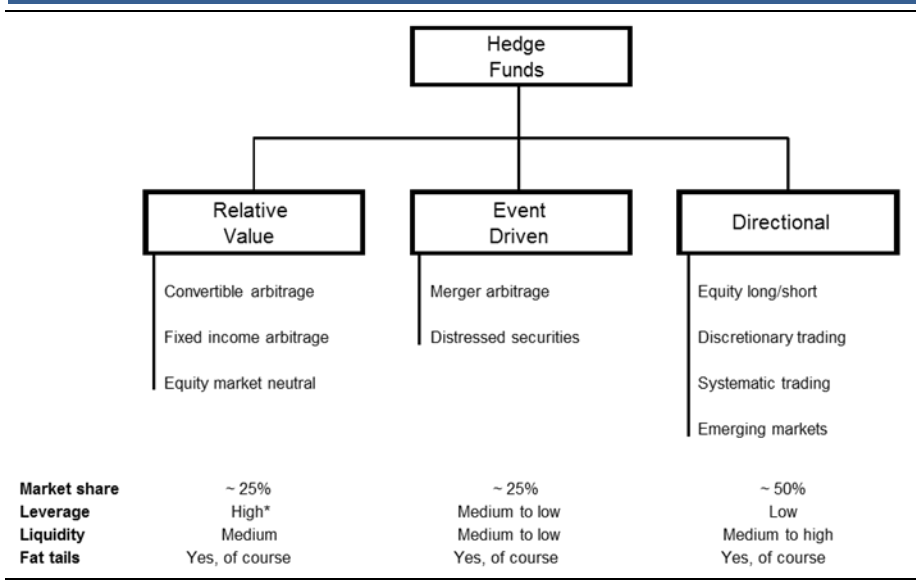 Hedge
Funds
Relative
Value
Event
Driven
Directional
Convertible arbitrage
Fixed income arbitrage
Equity market neutral
Merger arbitrage
Distressed securities
Equity long/short
Discretionary trading
Systematic trading
Emerging markets
Market share ~ 25% ~ 25% ~ 50%
Leverage High* Medium to low Low
Liquidity Medium Medium to low Medium to high
Fat tails Yes, of course Yes, of course Yes, of course